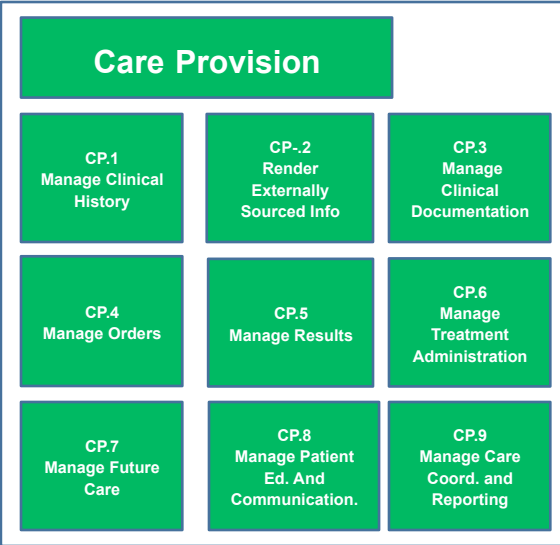 Care Provision
CP.1
Manage Clinical
History
CP-.2
Render
Externally
Sourced Info
CP.3
Manage
Clinical
Documentation
CP.4
Manage Orders
CP.5
Manage Results
CP.6
Manage
Treatment
Administration
CP.7
Manage Future
Care
CP.8
Manage Patient
Ed. And
Communication.
CP.9
Manage Care
Coord. and
Reporting